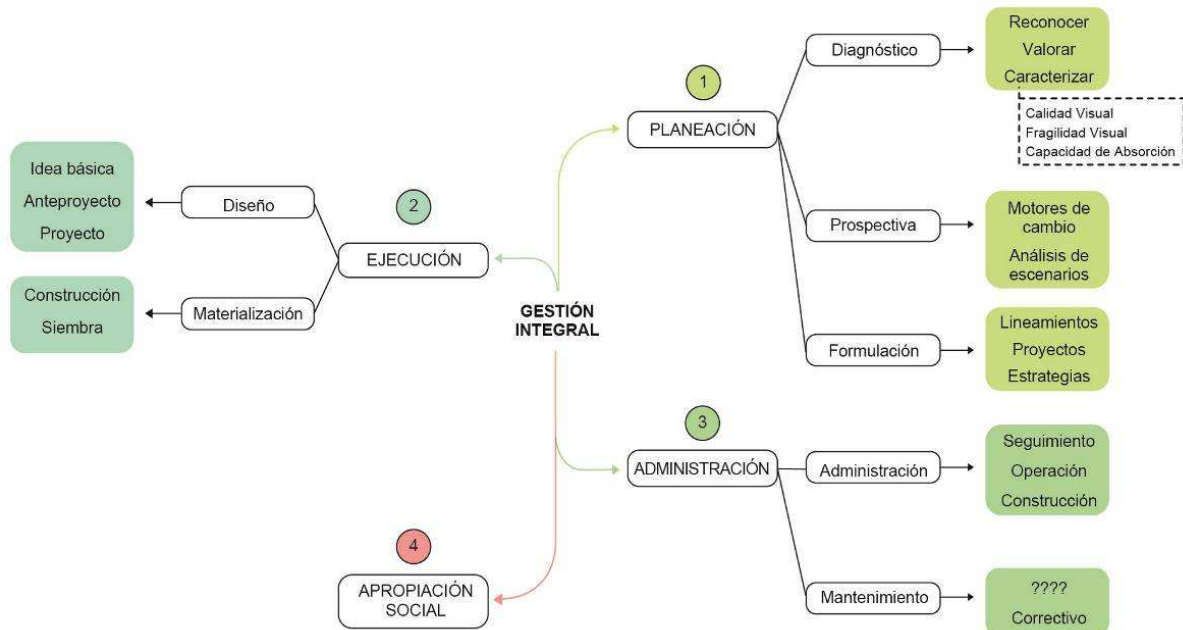 1
PLANEACIÓN
Diagnóstico
Reconocer
Valorar
Caracterizar
Calidad Visual
Fragilidad Visual
Capacidad de Absorción
Prospectiva
Motores de
cambio
Análisis de
escenarios
Formulación
Lineamientos
Proyectos
Estrategias
2
EJECUCIÓN
Diseño
Idea básica
Anteproyecto
Proyecto
Materialización
Construcción
Siembra
GESTIÓN
INTEGRAL
3
ADMINISTRACIÓN
Administración
Seguimiento
Operación
Construcción
Mantenimiento
????
Correctivo
4
APROPIACIÓN
SOCIAL